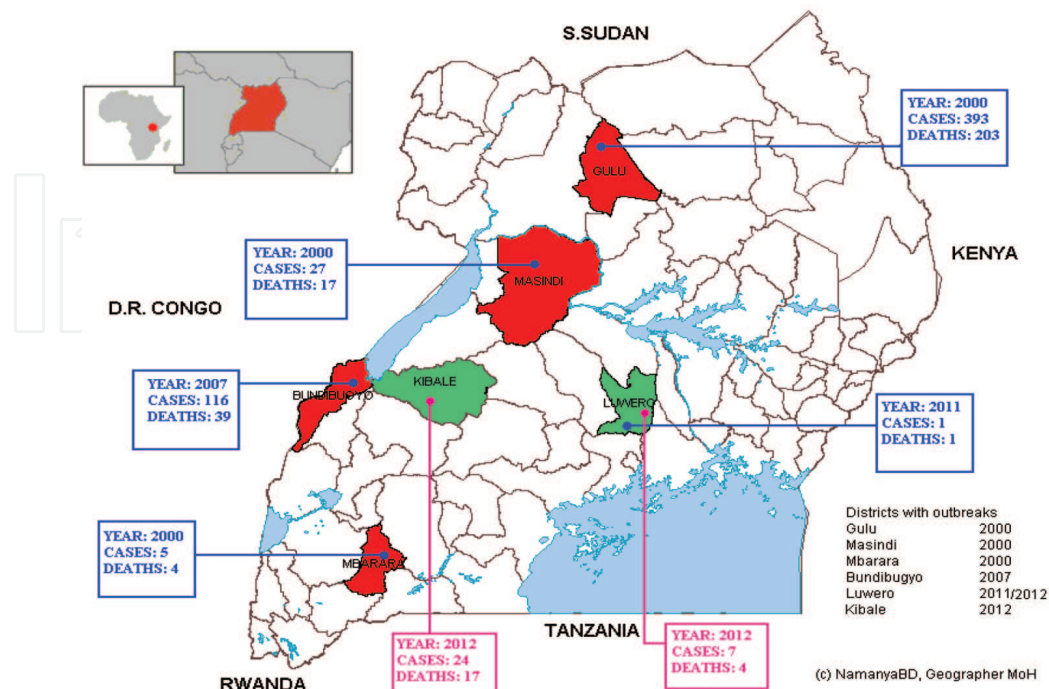 S.SUDAN
YEAR: 2000
CASES: 393
DEATHS: 203
GULU
YEAR: 2000
CASES: 27
DEATHS: 17
MASINDI
KENYA
D.R. CONGO
YEAR: 2007
CASES: 116
DEATHS: 39
BUNDIBUGYO
KIBALE
LUWERO
YEAR: 2011
CASES: 1
DEATHS: 1
YEAR: 2000
CASES: 5
DEATHS: 4
MBARARA
Districts with outbreaks
Gulu 2000
Masindi 2000
Mbarara 2000
Bundibugyo 2007
Luwero 2011/2012
Kibale 2012
TANZANIA
YEAR: 2012
CASES: 24
DEATHS: 17
YEAR: 2012
CASES: 7
DEATHS: 4
RWANDA
(c) NamanyaBD, Geographer MoH